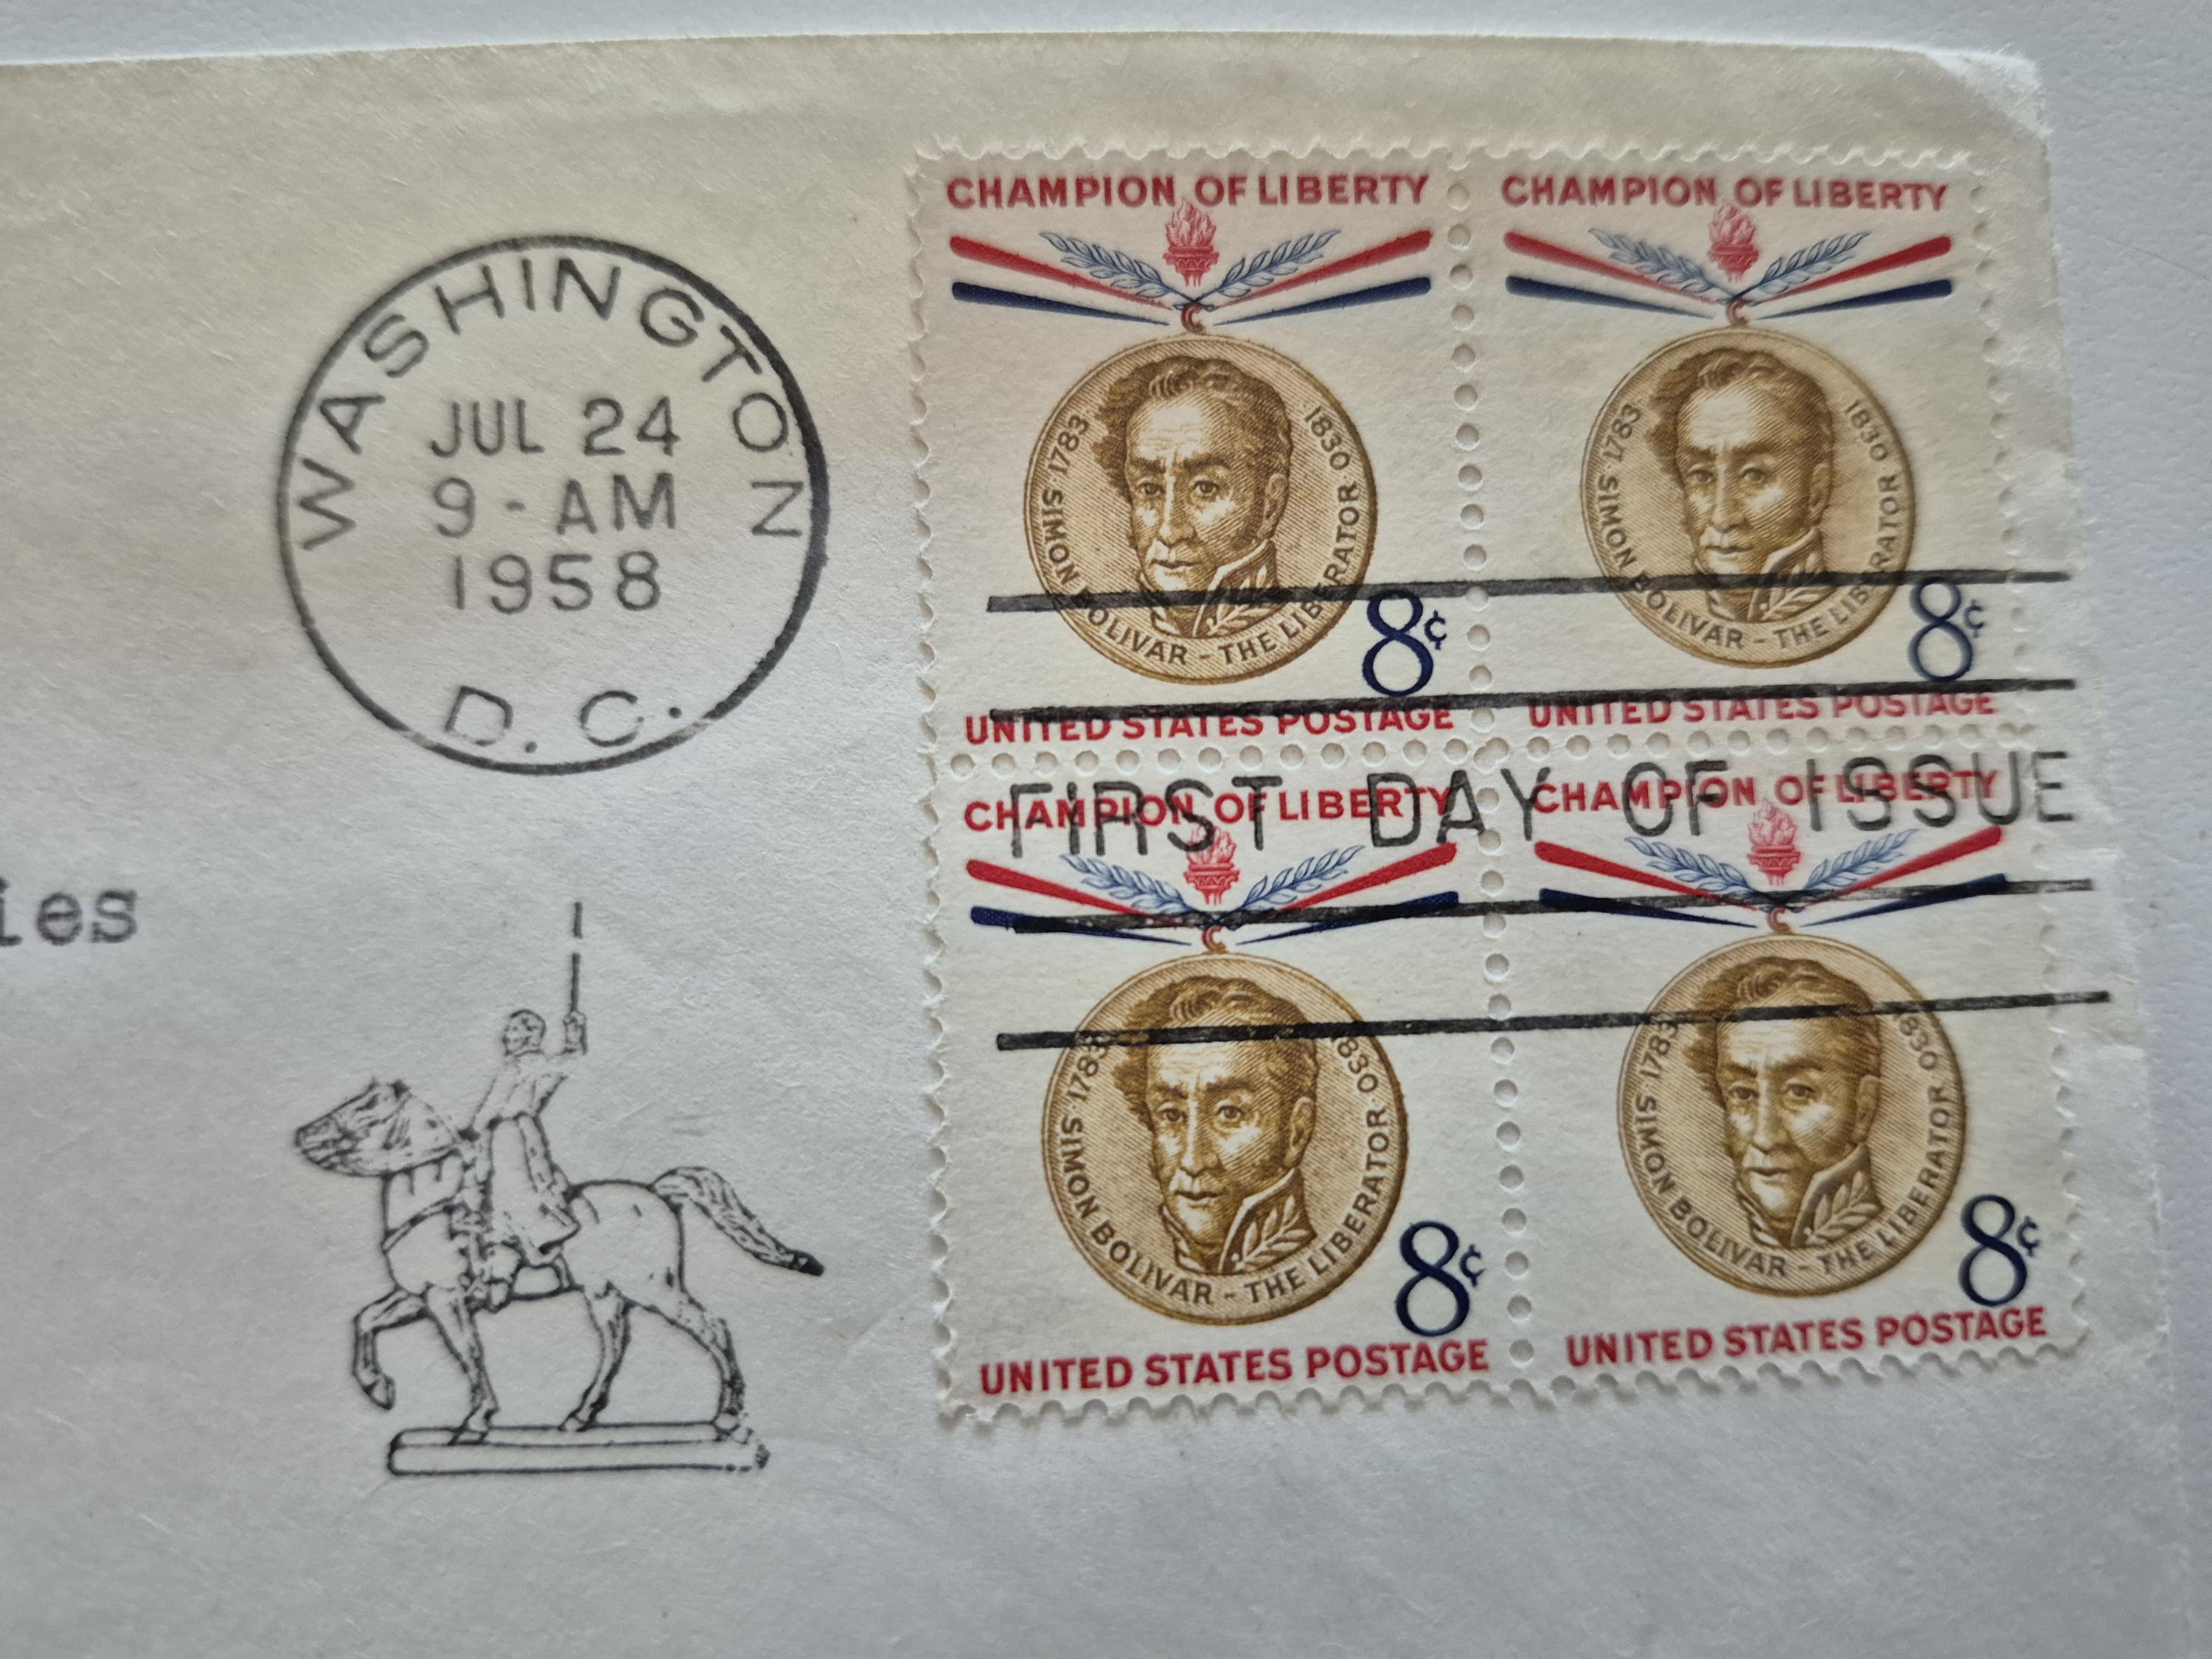 WASHINGTON
JUL 24
9-AM
1958
D. C.
CHAMPION OF LIBERTY
SIMON BOLIVAR - THE LIBERATOR
1783
1830
8¢
UNITED STATES POSTAGE
CHAMPION OF LIBERTY
SIMON BOLIVAR - THE LIBERATOR
1783
1830
8¢
UNITED STATES POSTAGE
FIRST DAY OF ISSUE
CHAMPION OF LIBERTY
SIMON BOLIVAR - THE LIBERATOR
1783
1830
8¢
UNITED STATES POSTAGE
CHAMPION OF LIBERTY
SIMON BOLIVAR - THE LIBERATOR
1783
1830
8¢
UNITED STATES POSTAGE
ies